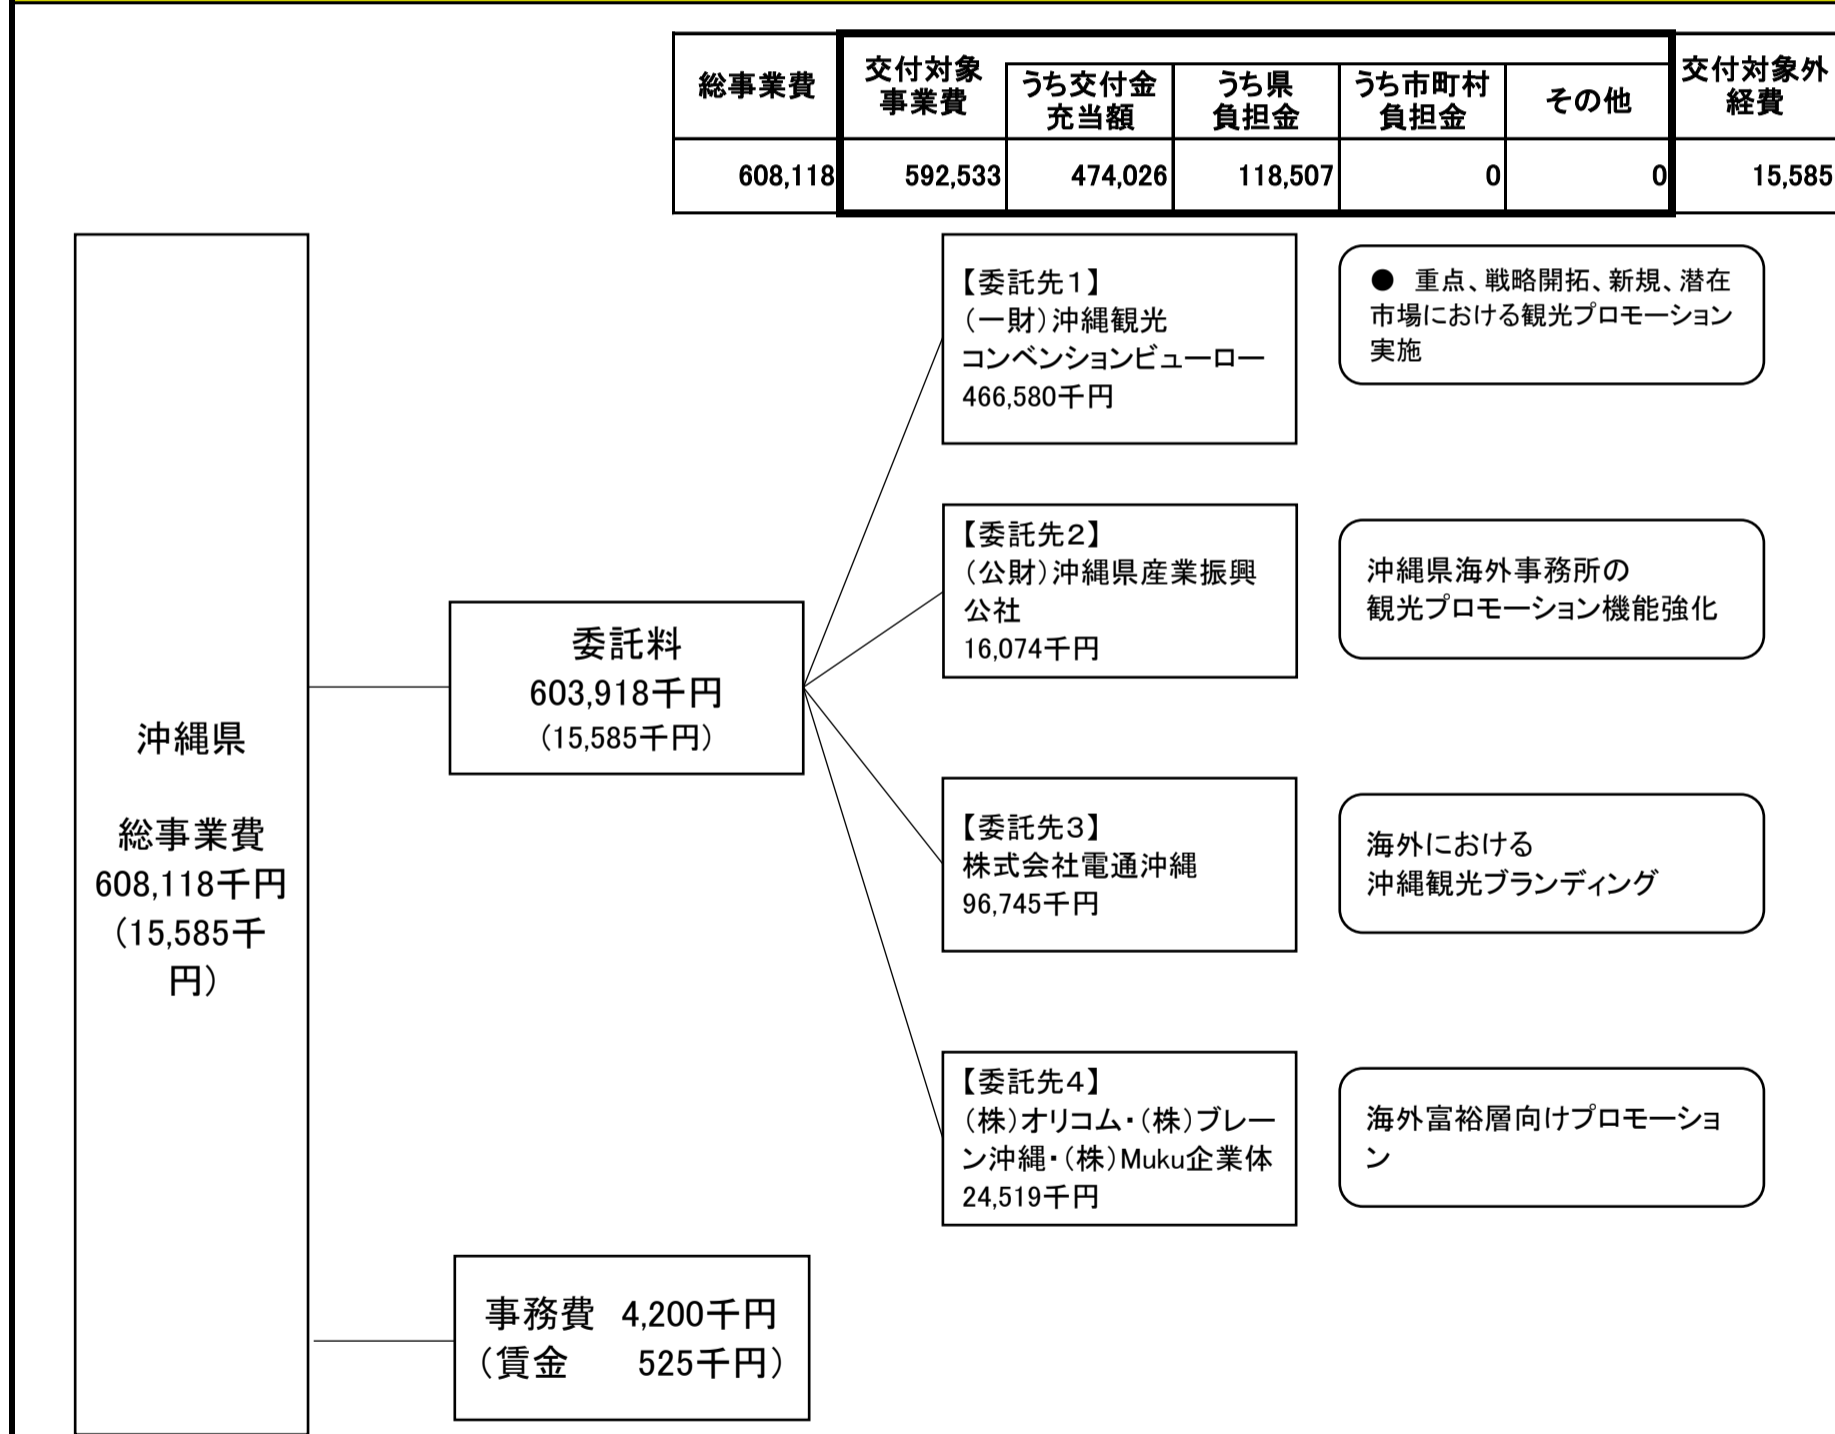 総事業費
交付対象
事業費
うち交付金
充当額
うち県
負担金
うち市町村
負担金
その他
交付対象外
経費
608,118
592,533
474,026
118,507
0
0
15,585
沖縄県
総事業費
608,118千円
（15,585千
円）
委託料
603,918千円
（15,585千円）
【委託先１】
（一財）沖縄観光
コンベンションビューロー
466,580千円
● 重点、戦略開拓、新規、潜在
市場における観光プロモーション
実施
【委託先２】
（公財）沖縄県産業振興
公社
16,074千円
沖縄県海外事務所の
観光プロモーション機能強化
【委託先３】
株式会社電通沖縄
96,745千円
海外における
沖縄観光ブランディング
【委託先４】
（株）オリコム・（株）ブレー
ン沖縄・（株）Muku企業体
24,519千円
海外富裕層向けプロモーショ
ン
事務費 4,200千円
（賃金 525千円）